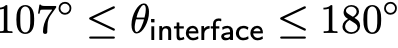 107° ≤ θ_interface ≤ 180°